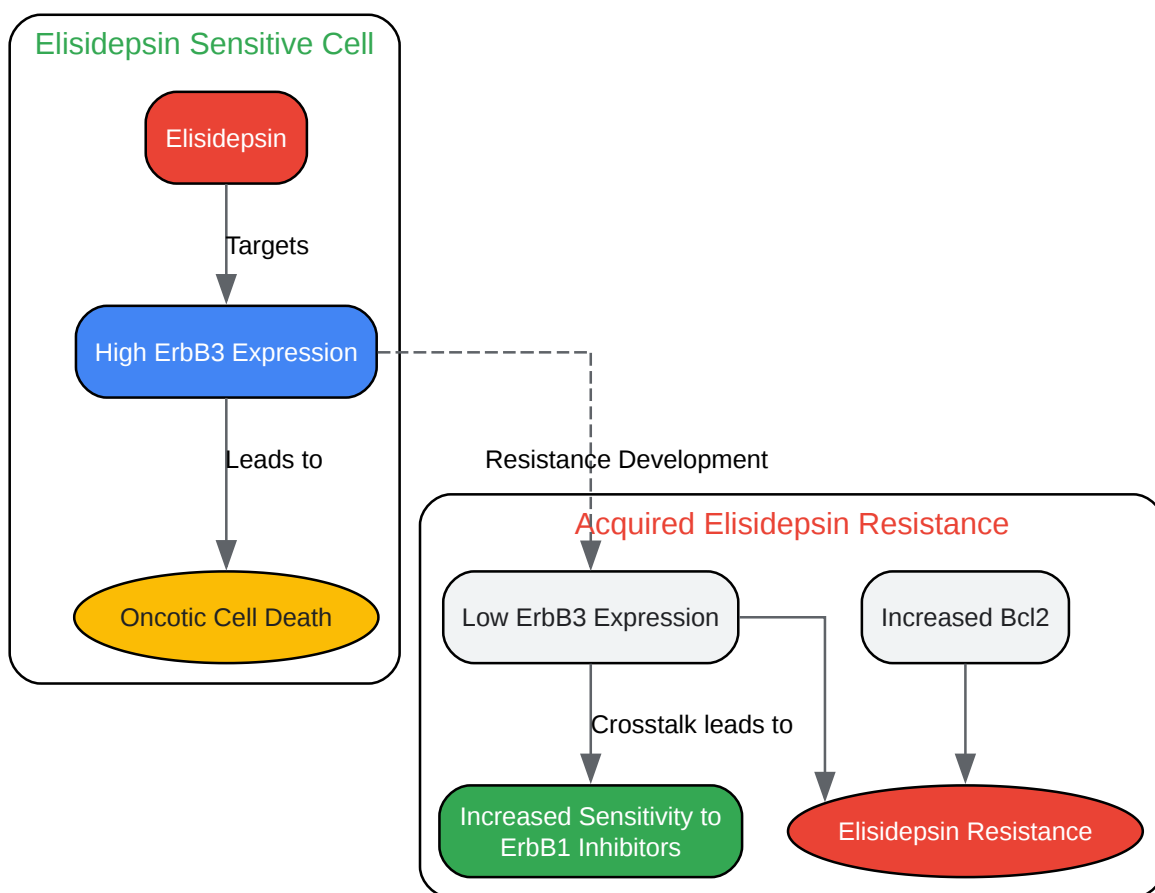 Elisidepsin Sensitive Cell
Elisidepsin
Targets
High ErbB3 Expression
Leads to
Oncotic Cell Death
Resistance Development
Acquired Elisidepsin Resistance
Low ErbB3 Expression
Increased Bcl2
Crosstalk leads to
Increased Sensitivity to
ErbB1 Inhibitors
Elisidepsin Resistance